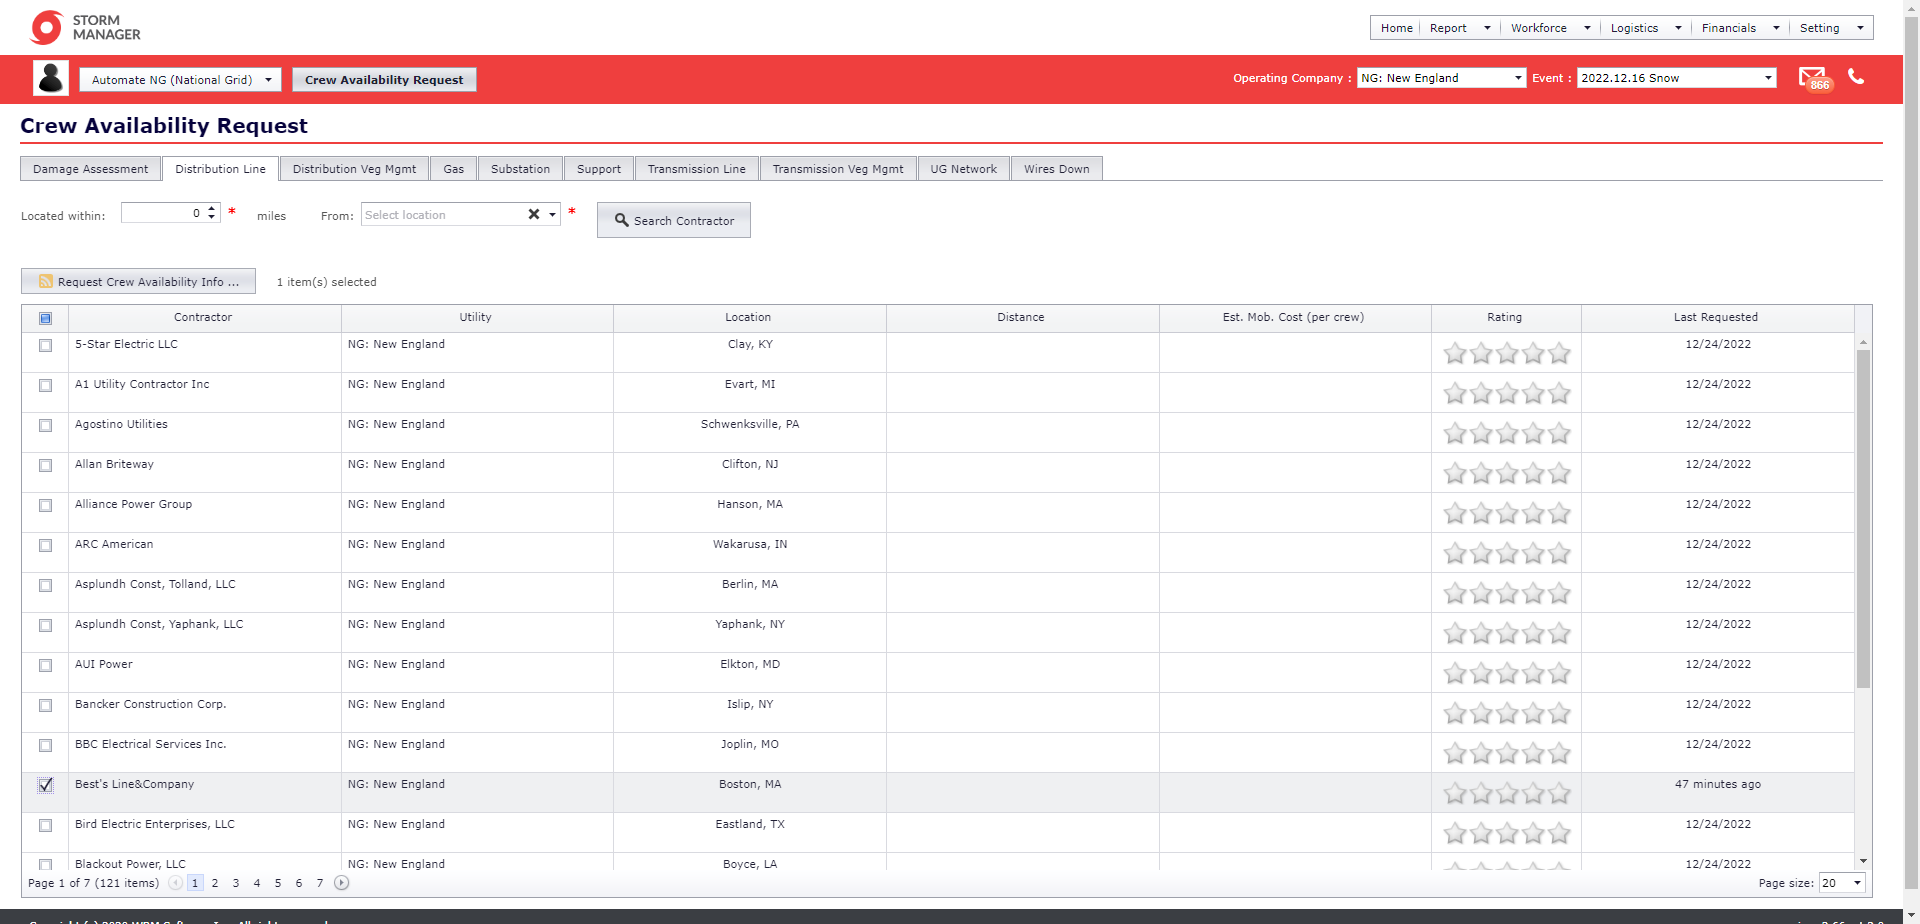 STORM
MANAGER
Home Report Workforce Logistics Financials Setting
Automate NG (National Grid) Crew Availability Request Operating Company : NG: New England Event : 2022.12.16 Snow 866
Crew Availability Request
Damage Assessment Distribution Line Distribution Veg Mgmt Gas Substation Support Transmission Line Transmission Veg Mgmt UG Network Wires Down
Located within: 0 * miles From: Select location * Search Contractor
Request Crew Availability Info ... 1 item(s) selected
Contractor Utility Location Distance Est. Mob. Cost (per crew) Rating Last Requested
5-Star Electric LLC NG: New England Clay, KY 12/24/2022
A1 Utility Contractor Inc NG: New England Evart, MI 12/24/2022
Agostino Utilities NG: New England Schwenksville, PA 12/24/2022
Allan Briteway NG: New England Clifton, NJ 12/24/2022
Alliance Power Group NG: New England Hanson, MA 12/24/2022
ARC American NG: New England Wakarusa, IN 12/24/2022
Asplundh Const, Tolland, LLC NG: New England Berlin, MA 12/24/2022
Asplundh Const, Yaphank, LLC NG: New England Yaphank, NY 12/24/2022
AUI Power NG: New England Elkton, MD 12/24/2022
Bancker Construction Corp. NG: New England Islip, NY 12/24/2022
BBC Electrical Services Inc. NG: New England Joplin, MO 12/24/2022
Best's Line&Company NG: New England Boston, MA 47 minutes ago
Bird Electric Enterprises, LLC NG: New England Eastland, TX 12/24/2022
Blackout Power, LLC NG: New England Boyce, LA 12/24/2022
Page 1 of 7 (121 items) 1 2 3 4 5 6 7 Page size: 20